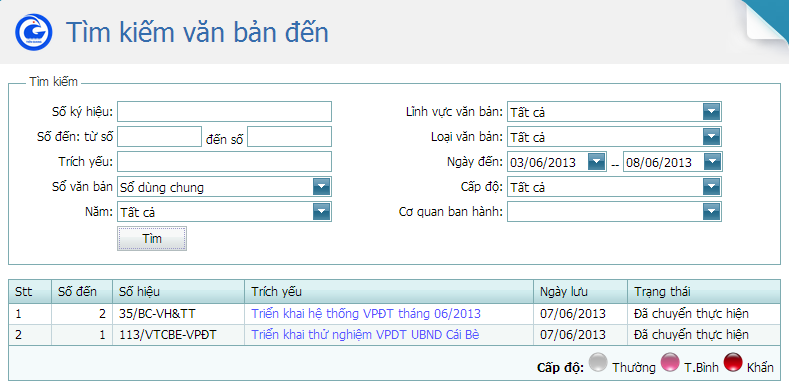 Tìm kiếm văn bản đến
Tìm kiếm
Số ký hiệu: Lĩnh vực văn bản: Tất cả
Số đến: từ số đến số Loại văn bản: Tất cả
Trích yếu: Ngày đến: 03/06/2013 -- 08/06/2013
Sổ văn bản Sổ dùng chung Cấp độ: Tất cả
Năm: Tất cả Cơ quan ban hành:
Tìm
Stt Số đến Số hiệu Trích yếu Ngày lưu Trạng thái
1 2 35/BC-VH&TT Triển khai hệ thống VPĐT tháng 06/2013 07/06/2013 Đã chuyển thực hiện
2 1 113/VTCBE-VPĐT Triển khai thử nghiệm VPDT UBND Cái Bè 07/06/2013 Đã chuyển thực hiện
Cấp độ: Thường T.Bình Khẩn